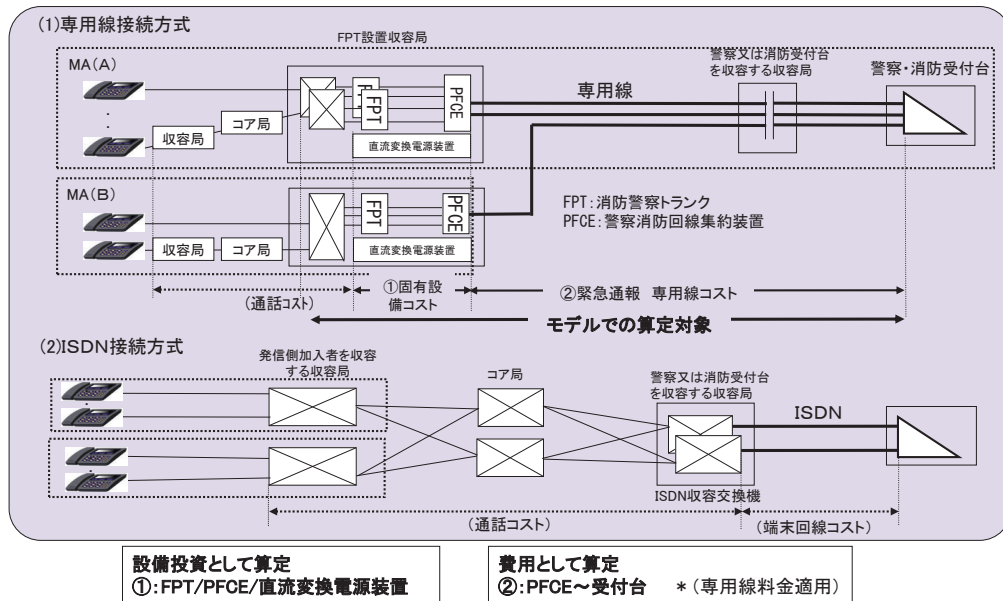 (1)専用線接続方式
FPT設置収容局
警察又は消防受付台
を収容する収容局
警察・消防受付台
MA(A)
FPT
FPT
PFCE
専用線
コア局
収容局
直流変換電源装置
MA(B)
FPT
PFCE
収容局
コア局
直流変換電源装置
FPT:消防警察トランク
PFCE:警察消防回線集約装置
(通話コスト)
①固有設
備コスト
②緊急通報 専用線コスト
モデルでの算定対象
(2)ISDN接続方式
発信側加入者を収容
する収容局
コア局
警察又は消防受付台
を収容する収容局
ISDN
ISDN収容交換機
(通話コスト)
(端末回線コスト)
設備投資として算定
①:FPT/PFCE/直流変換電源装置
費用として算定
②:PFCE~受付台 *(専用線料金適用)